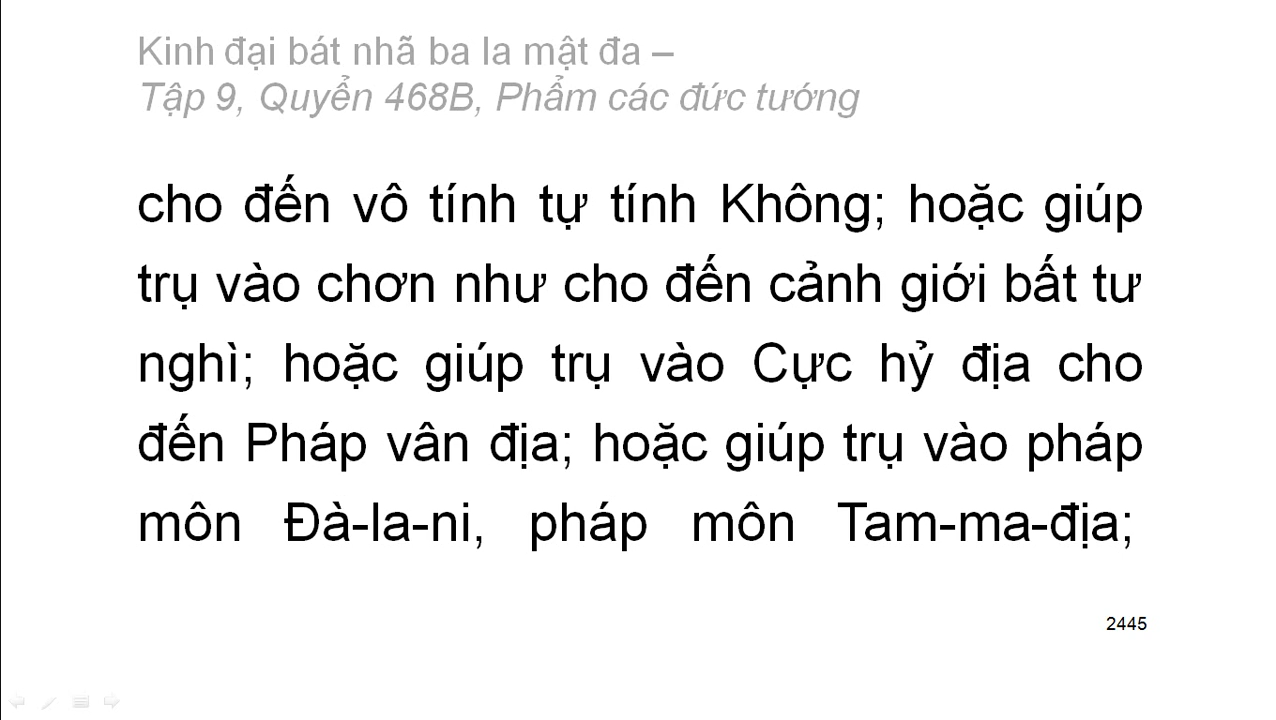 Kinh đại bát nhã ba la mật đa –
Tập 9, Quyển 468B, Phẩm các đức tướng
cho đến vô tính tự tính Không; hoặc giúp
trụ vào chơn như cho đến cảnh giới bất tư
nghì; hoặc giúp trụ vào Cực hỷ địa cho
đến Pháp vân địa; hoặc giúp trụ vào pháp
môn Đà-la-ni, pháp môn Tam-ma-địa;
2445